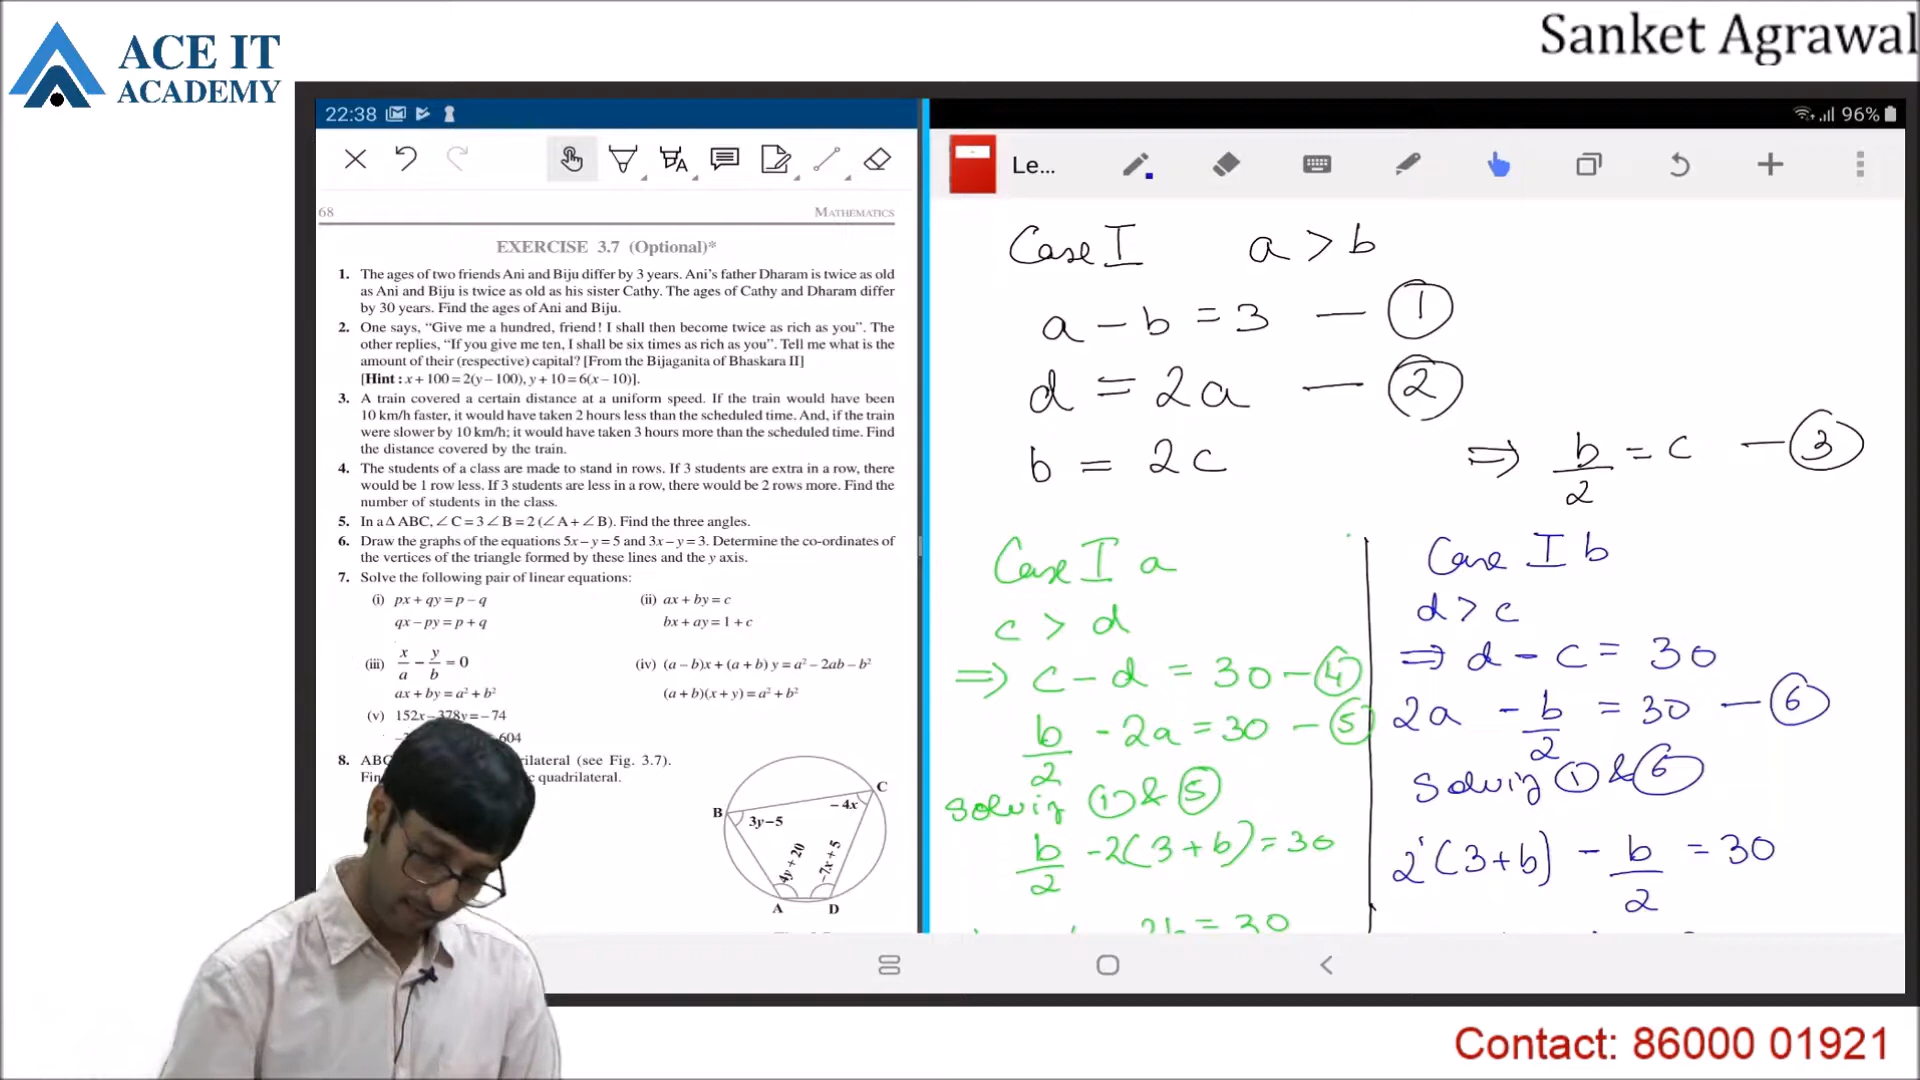 ACE IT
ACADEMY
Sanket Agrawal
22:38
96%
Le...
68
MATHEMATICS
EXERCISE 3.7 (Optional)*
1. The ages of two friends Ani and Biju differ by 3 years. Ani's father Dharam is twice as old
as Ani and Biju is twice as old as his sister Cathy. The ages of Cathy and Dharam differ
by 30 years. Find the ages of Ani and Biju.
2. One says, “Give me a hundred, friend! I shall then become twice as rich as you”. The
other replies, “If you give me ten, I shall be six times as rich as you”. Tell me what is the
amount of their (respective) capital? [From the Bijaganita of Bhaskara II]
[Hint : x + 100 = 2(y – 100), y + 10 = 6(x – 10)].
3. A train covered a certain distance at a uniform speed. If the train would have been
10 km/h faster, it would have taken 2 hours less than the scheduled time. And, if the train
were slower by 10 km/h; it would have taken 3 hours more than the scheduled time. Find
the distance covered by the train.
4. The students of a class are made to stand in rows. If 3 students are extra in a row, there
would be 1 row less. If 3 students are less in a row, there would be 2 rows more. Find the
number of students in the class.
5. In a Δ ABC, ∠ C = 3 ∠ B = 2 (∠ A + ∠ B). Find the three angles.
6. Draw the graphs of the equations 5x – y = 5 and 3x – y = 3. Determine the co-ordinates of
the vertices of the triangle formed by these lines and the y axis.
7. Solve the following pair of linear equations:
(i) px + qy = p – q
qx – py = p + q
(ii) ax + by = c
bx + ay = 1 + c
(iii) x/a – y/b = 0
ax + by = a² + b²
(iv) (a – b)x + (a + b) y = a² – 2ab – b²
(a + b)(x + y) = a² + b²
(v) 152x – 378y = – 74
604
8. ilateral (see Fig. 3.7).
quadrilateral.
B
C
A
D
3y – 5
– 4x
4y + 20
– 7x + 5
Case I a > b
a – b = 3 — ①
d = 2a — ②
b = 2c ⇒ b/2 = c — ③
Case I a
c > d
⇒ c – d = 30 — ④
b/2 – 2a = 30 — ⑤
Solving ① & ⑤
b/2 – 2(3 + b) = 30
2b = 30
Case I b
d > c
⇒ d – c = 30
2a – b/2 = 30 — ⑥
Solving ① & ⑥
2(3+b) – b/2 = 30
Contact: 86000 01921